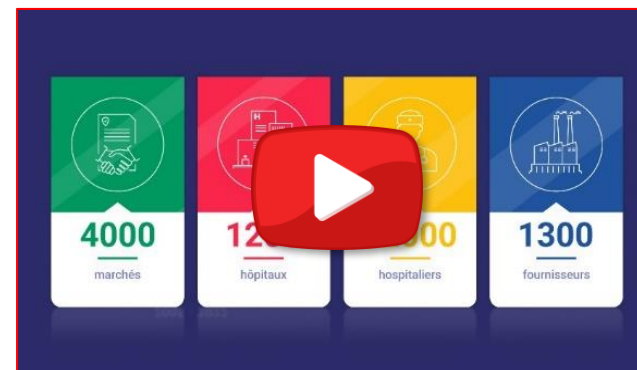 4000
marchés
hôpitaux
hospitaliers
1300
fournisseurs